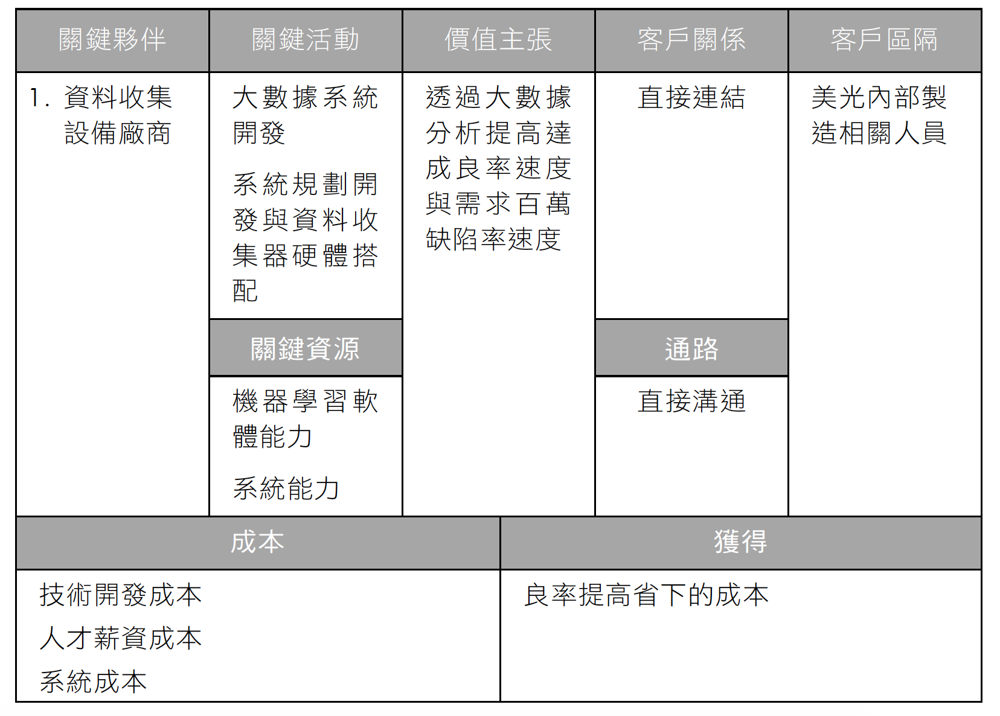 關鍵夥伴
關鍵活動
價值主張
客戶關係
客戶區隔
1. 資料收集
設備廠商
大數據系統
開發
系統規劃開
發與資料收
集器硬體搭
配
關鍵資源
機器學習軟
體能力
系統能力
透過大數據
分析提高達
成良率速度
與需求百萬
缺陷率速度
直接連結
通路
直接溝通
美光內部製
造相關人員
成本
技術開發成本
人才薪資成本
系統成本
獲得
良率提高省下的成本